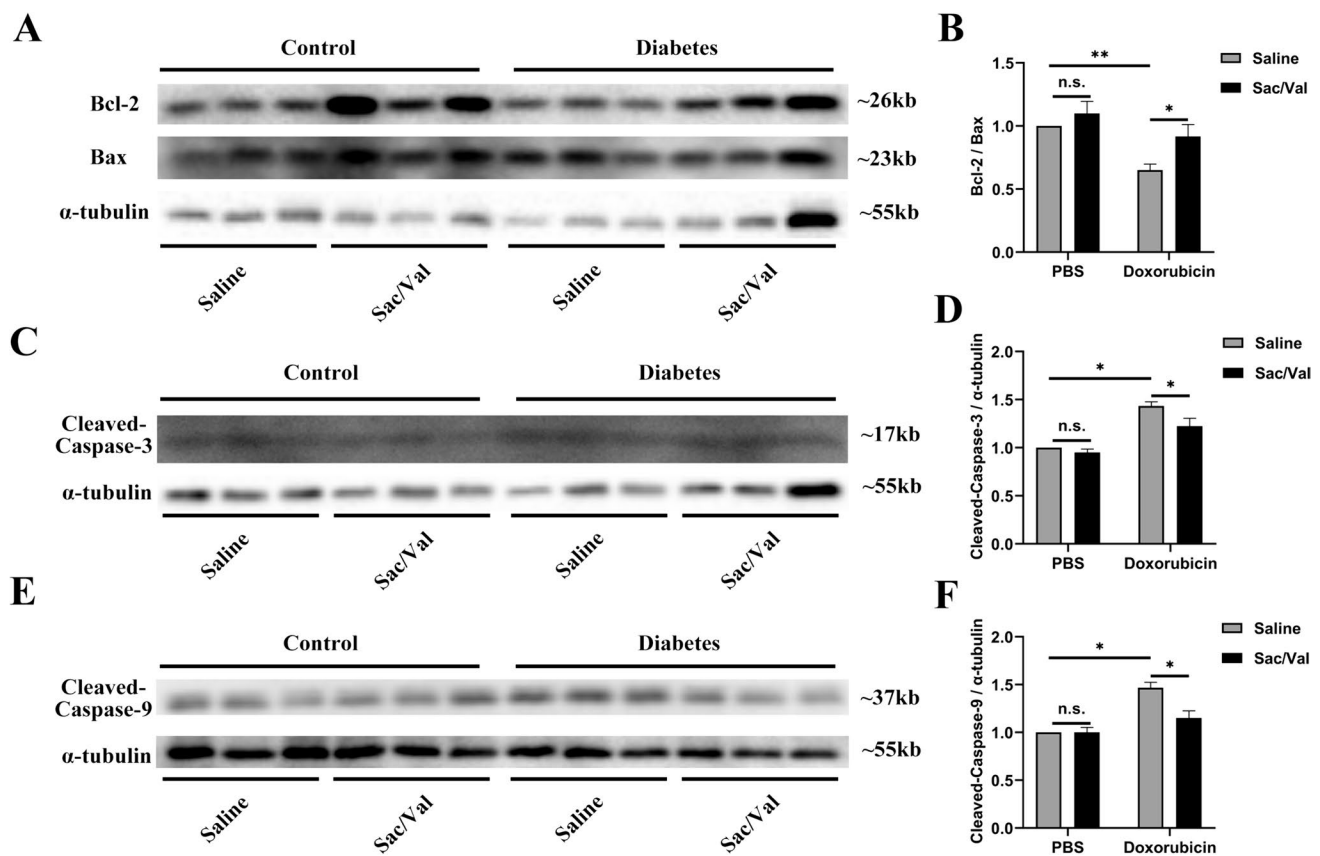 A
Control Diabetes
Bcl-2 ~26kb
Bax ~23kb
α-tubulin ~55kb
Saline Sac/Val Saline Sac/Val
B
Saline
Sac/Val
Bcl-2 / Bax
1.5
1.0
0.5
0.0
n.s. ** *
PBS Doxorubicin
C
Control Diabetes
Cleaved-
Caspase-3 ~17kb
α-tubulin ~55kb
Saline Sac/Val Saline Sac/Val
D
Saline
Sac/Val
Cleaved-Caspase-3 / α-tubulin
2.0
1.5
1.0
0.5
0.0
n.s. * *
PBS Doxorubicin
E
Control Diabetes
Cleaved-
Caspase-9 ~37kb
α-tubulin ~55kb
Saline Sac/Val Saline Sac/Val
F
Saline
Sac/Val
Cleaved-Caspase-9 / α-tubulin
2.0
1.5
1.0
0.5
0.0
n.s. * *
PBS Doxorubicin